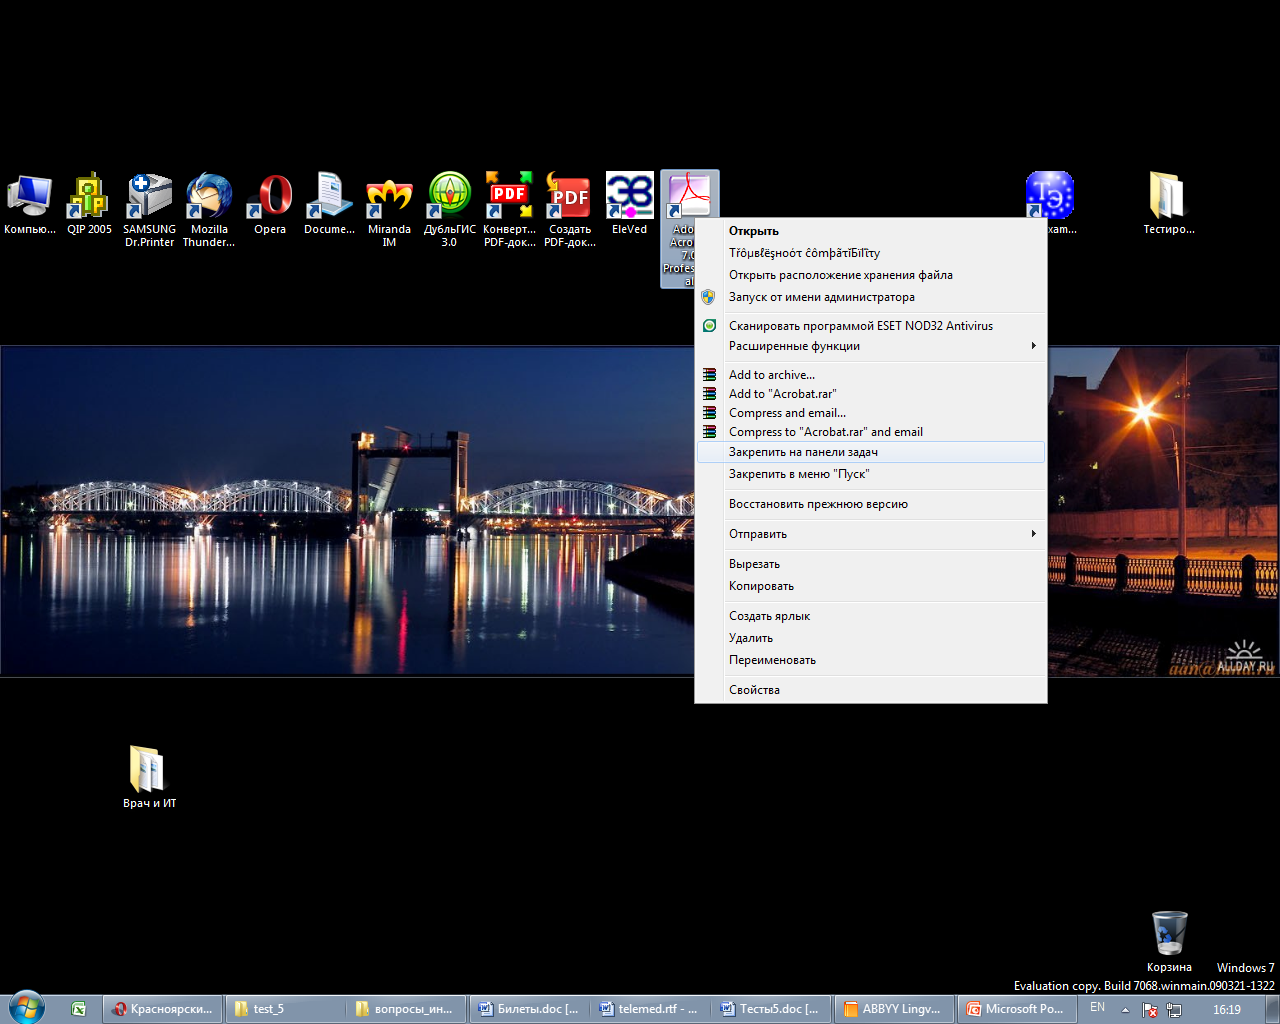 Компью...
QIP 2005
SAMSUNG
Dr.Printer
Mozilla
Thunder...
Opera
Docume...
Miranda
IM
ДубльГИС
3.0
Конверт...
PDF-док...
Создать
PDF-док...
EleVed
Тестиро...
PDF
PDF
ЭВ
ТЭ
Открыть
Открыть расположение хранения файла
Запуск от имени администратора
Сканировать программой ESET NOD32 Antivirus
Расширенные функции
Add to archive...
Add to "Acrobat.rar"
Compress and email...
Compress to "Acrobat.rar" and email
Закрепить на панели задач
Закрепить в меню "Пуск"
Восстановить прежнюю версию
Отправить
Вырезать
Копировать
Создать ярлык
Удалить
Переименовать
Свойства
ALLDAY.RU
Врач и ИТ
Корзина
Windows 7
Evaluation copy. Build 7068.winmain.090321-1322
Красноярски...
test_5
вопросы_ин...
Билеты.doc [...
telemed.rtf - ...
Тесты5.doc [...
ABBYY Lingv...
Microsoft Po...
EN
16:19